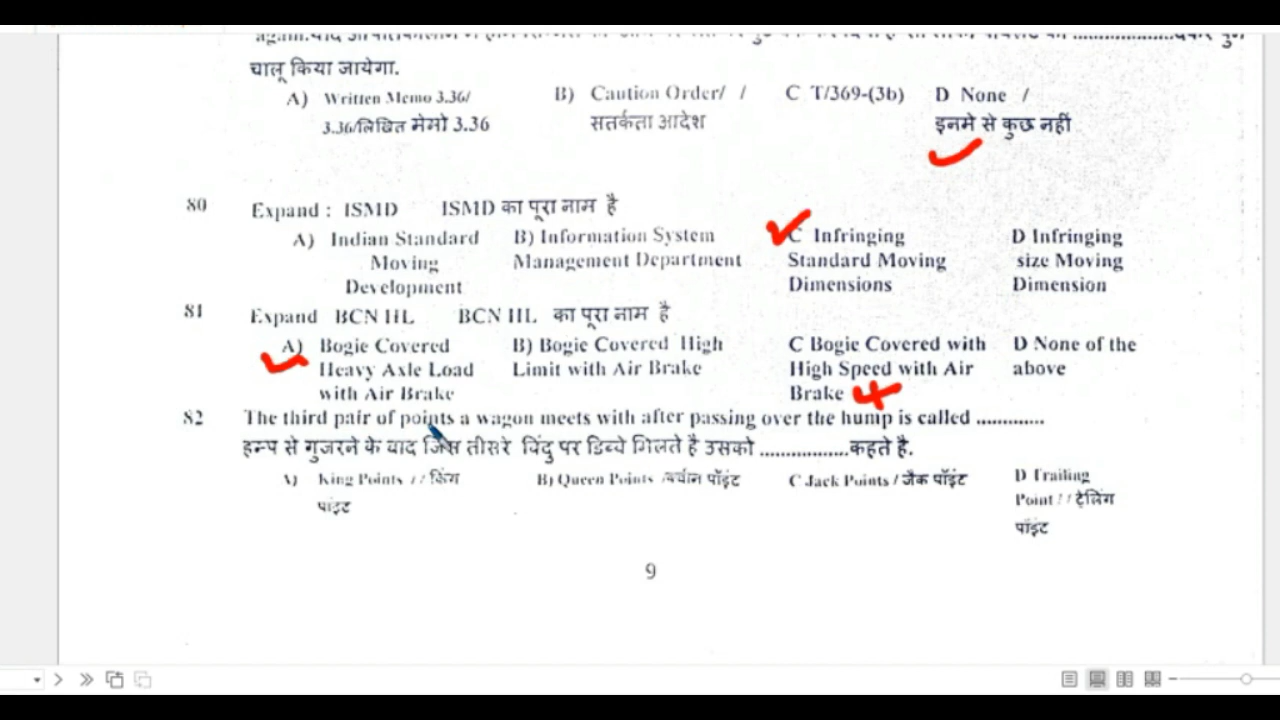 again.
चालू किया जायेगा.
A) Written Memo 3.36/ B) Caution Order/ / C T/369-(3b) D None /
3.36/लिखित मेमो 3.36 सतर्कता आदेश इनमे से कुछ नहीं
80 Expand : ISMD ISMD का पूरा नाम है
A) Indian Standard B) Information System C Infringing D Infringing
Moving Management Department Standard Moving size Moving
Development Dimensions Dimension
81 Expand BCN HL BCN HL का पूरा नाम है
A) Bogie Covered B) Bogie Covered High C Bogie Covered with D None of the
Heavy Axle Load Limit with Air Brake High Speed with Air above
with Air Brake Brake
82 The third pair of points a wagon meets with after passing over the hump is called .............
हम्प से गुजरने के याद जिस तीसरे बिंदु पर डिब्बे मिलते है उसको .................कहते है.
A) King Points / / किंग B) Queen Points /क्वीन पॉइंट C Jack Points / जैक पॉइंट D Trailing
पाइंट Point / / ट्रेलिंग
पॉइंट
9